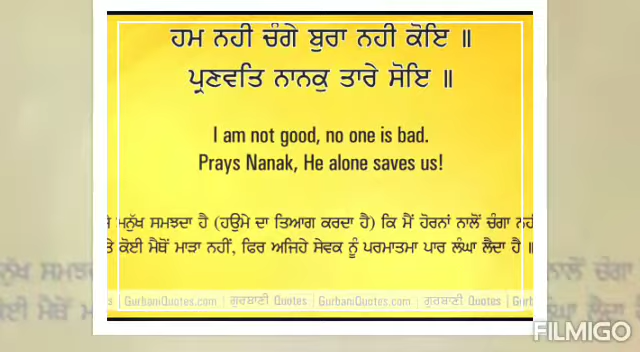 ਹਮ ਨਹੀ ਚੰਗੇ ਬੁਰਾ ਨਹੀ ਕੋਇ ॥
ਪ੍ਰਣਵਤਿ ਨਾਨਕੁ ਤਾਰੇ ਸੋਇ ॥
I am not good, no one is bad.
Prays Nanak, He alone saves us!
ਮਨੁੱਖ ਸਮਝਦਾ ਹੈ (ਹਉਮੇ ਦਾ ਤਿਆਗ ਕਰਦਾ ਹੈ) ਕਿ ਮੈਂ ਹੋਰਨਾਂ ਨਾਲੋਂ ਚੰਗਾ
ਕੋਈ ਮੈਥੋਂ ਮਾੜਾ ਨਹੀਂ, ਫਿਰ ਅਜਿਹੇ ਸੇਵਕ ਨੂੰ ਪਰਮਾਤਮਾ ਪਾਰ ਲੰਘਾ ਲੈਂਦਾ ਹੈ ॥
| GurbaniQuotes.com | ਗੁਰਬਾਣੀ Quotes | GurbaniQuotes.com | ਗੁਰਬਾਣੀ Quotes |
FILMIGO